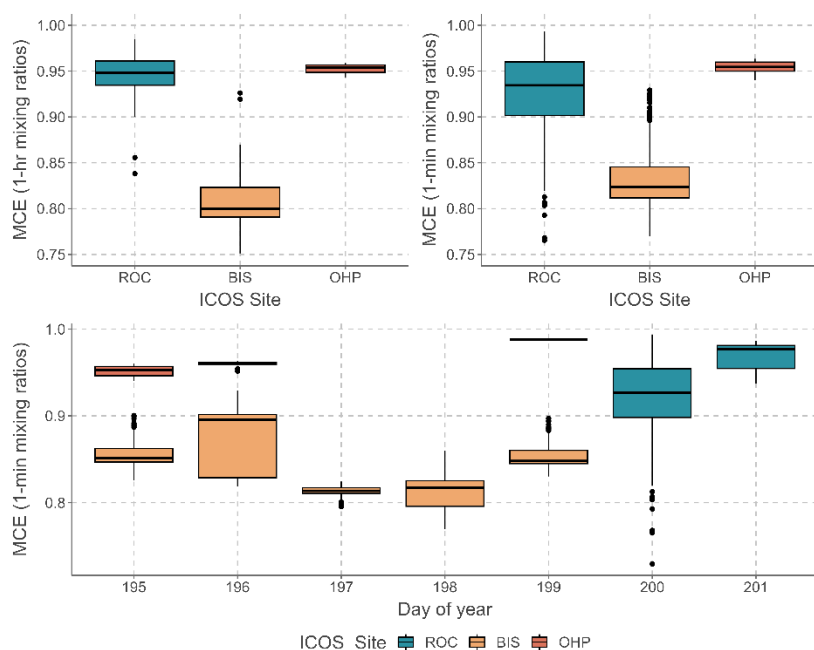 MCE (1-hr mixing ratios)
1.00
0.95
0.90
0.85
0.80
0.75
ROC BIS OHP
ICOS Site
MCE (1-min mixing ratios)
1.00
0.95
0.90
0.85
0.80
0.75
ROC BIS OHP
ICOS Site
MCE (1-min mixing ratios)
1.0
0.9
0.8
195 196 197 198 199 200 201
Day of year
ICOS Site ROC BIS OHP